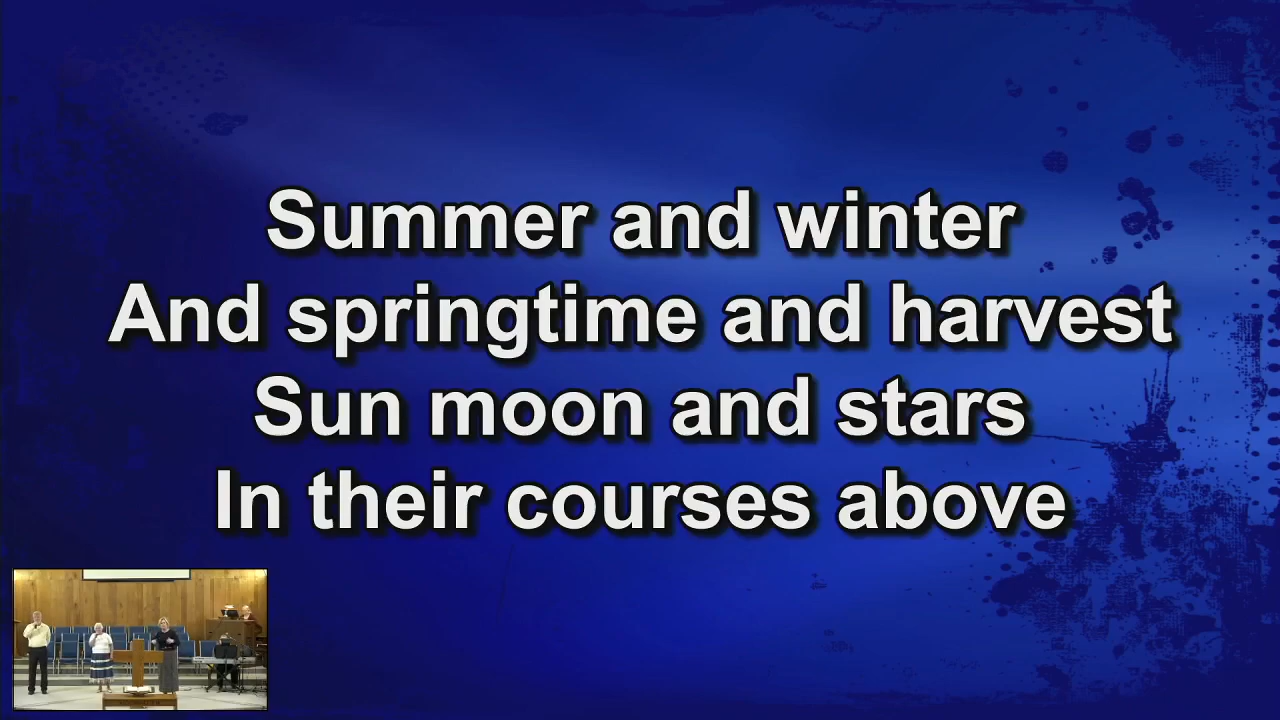 Summer and winter
And springtime and harvest
Sun moon and stars
In their courses above